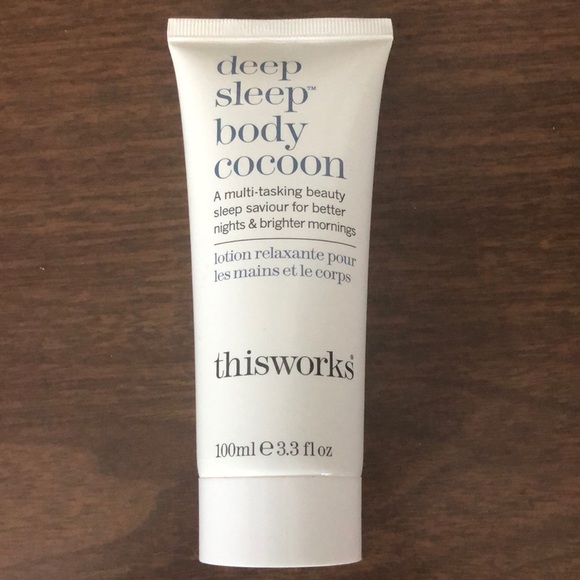 deep
sleep™
body
cocoon
A multi-tasking beauty
sleep saviour for better
nights & brighter mornings
lotion relaxante pour
les mains et le corps
thisworks®
100ml ℮ 3.3 fl oz